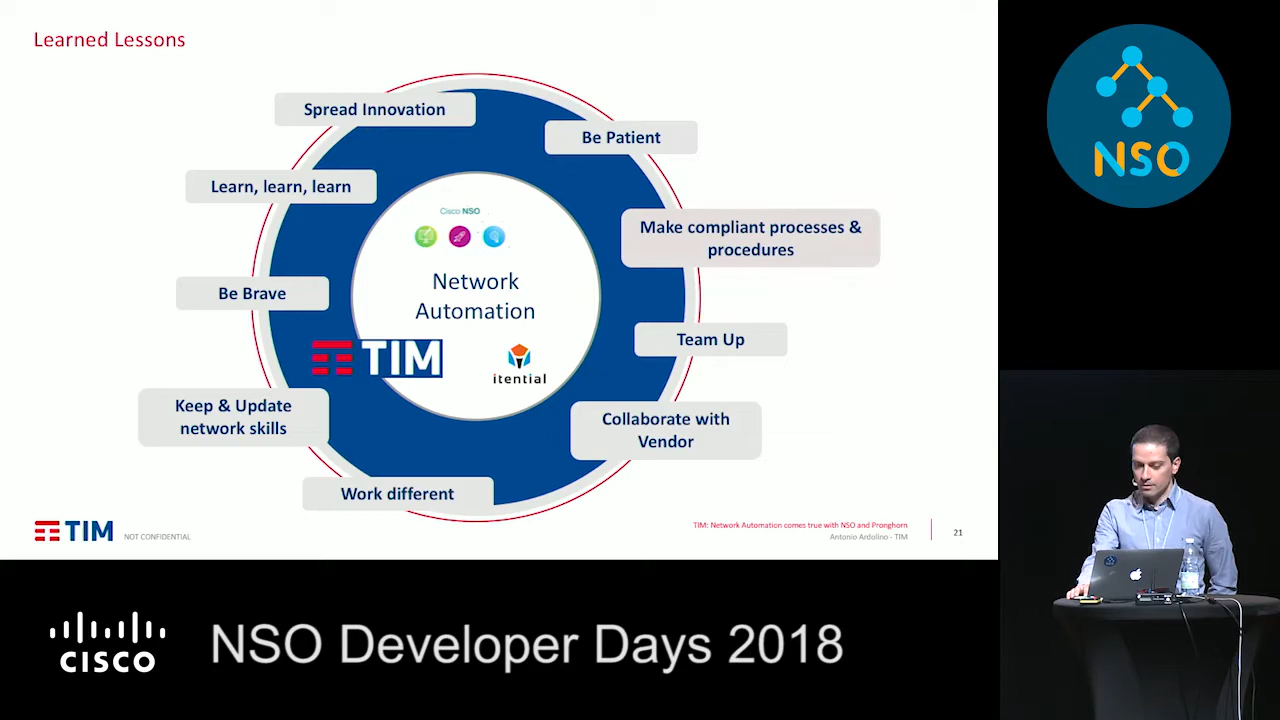 Learned Lessons
Spread Innovation
Be Patient
Learn, learn, learn
Make compliant processes &
procedures
Cisco NSO
Network
Automation
Be Brave
Team Up
TIM
itential
Keep & Update
network skills
Collaborate with
Vendor
Work different
TIM
NOT CONFIDENTIAL
TIM: Network Automation comes true with NSO and Pronghorn
Antonio Ardolino - TIM
21
NSO
CISCO
NSO Developer Days 2018